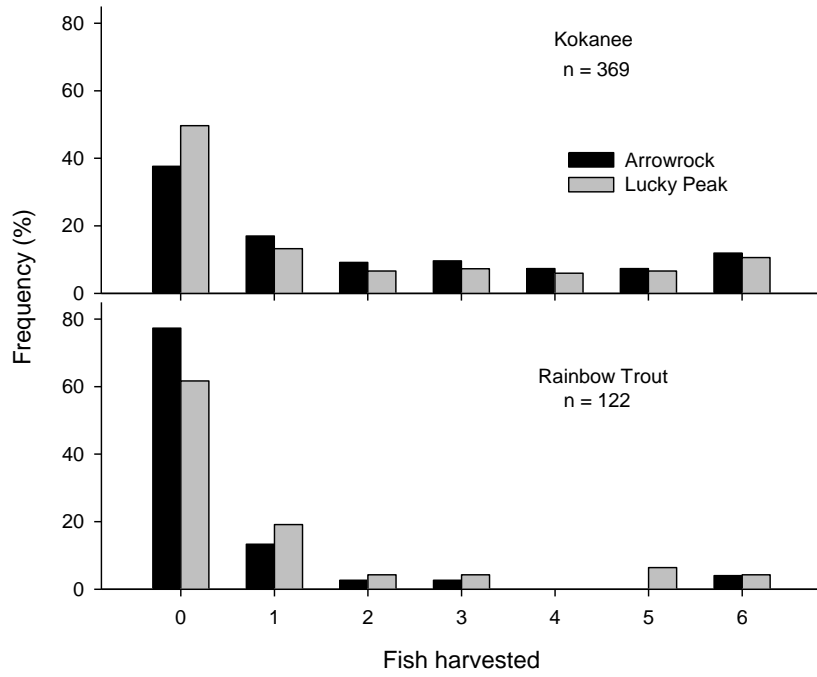 80
Kokanee
n = 369
60
Arrowrock
40
Lucky Peak
20
0
Frequency (%)
80
Rainbow Trout
n = 122
60
40
20
0
0 1 2 3 4 5 6
Fish harvested